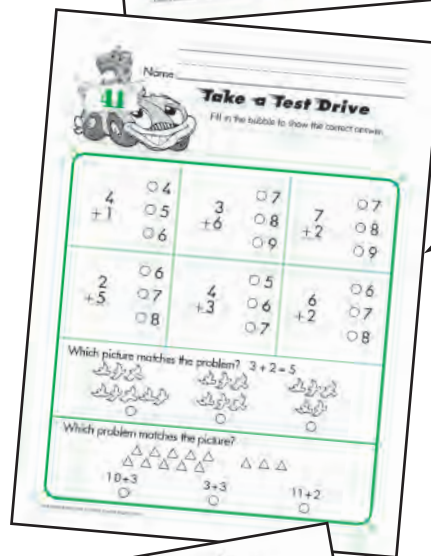 Name
Take a Test Drive
Fill in the bubble to show the correct answer.
4 +1 ○4 ○5 ○6
3 +6 ○7 ○8 ○9
7 +2 ○7 ○8 ○9
2 +5 ○6 ○7 ○8
4 +3 ○5 ○6 ○7
6 +2 ○6 ○7 ○8
Which picture matches the problem? 3 + 2 = 5
Which problem matches the picture?
10+3 3+3 11+2